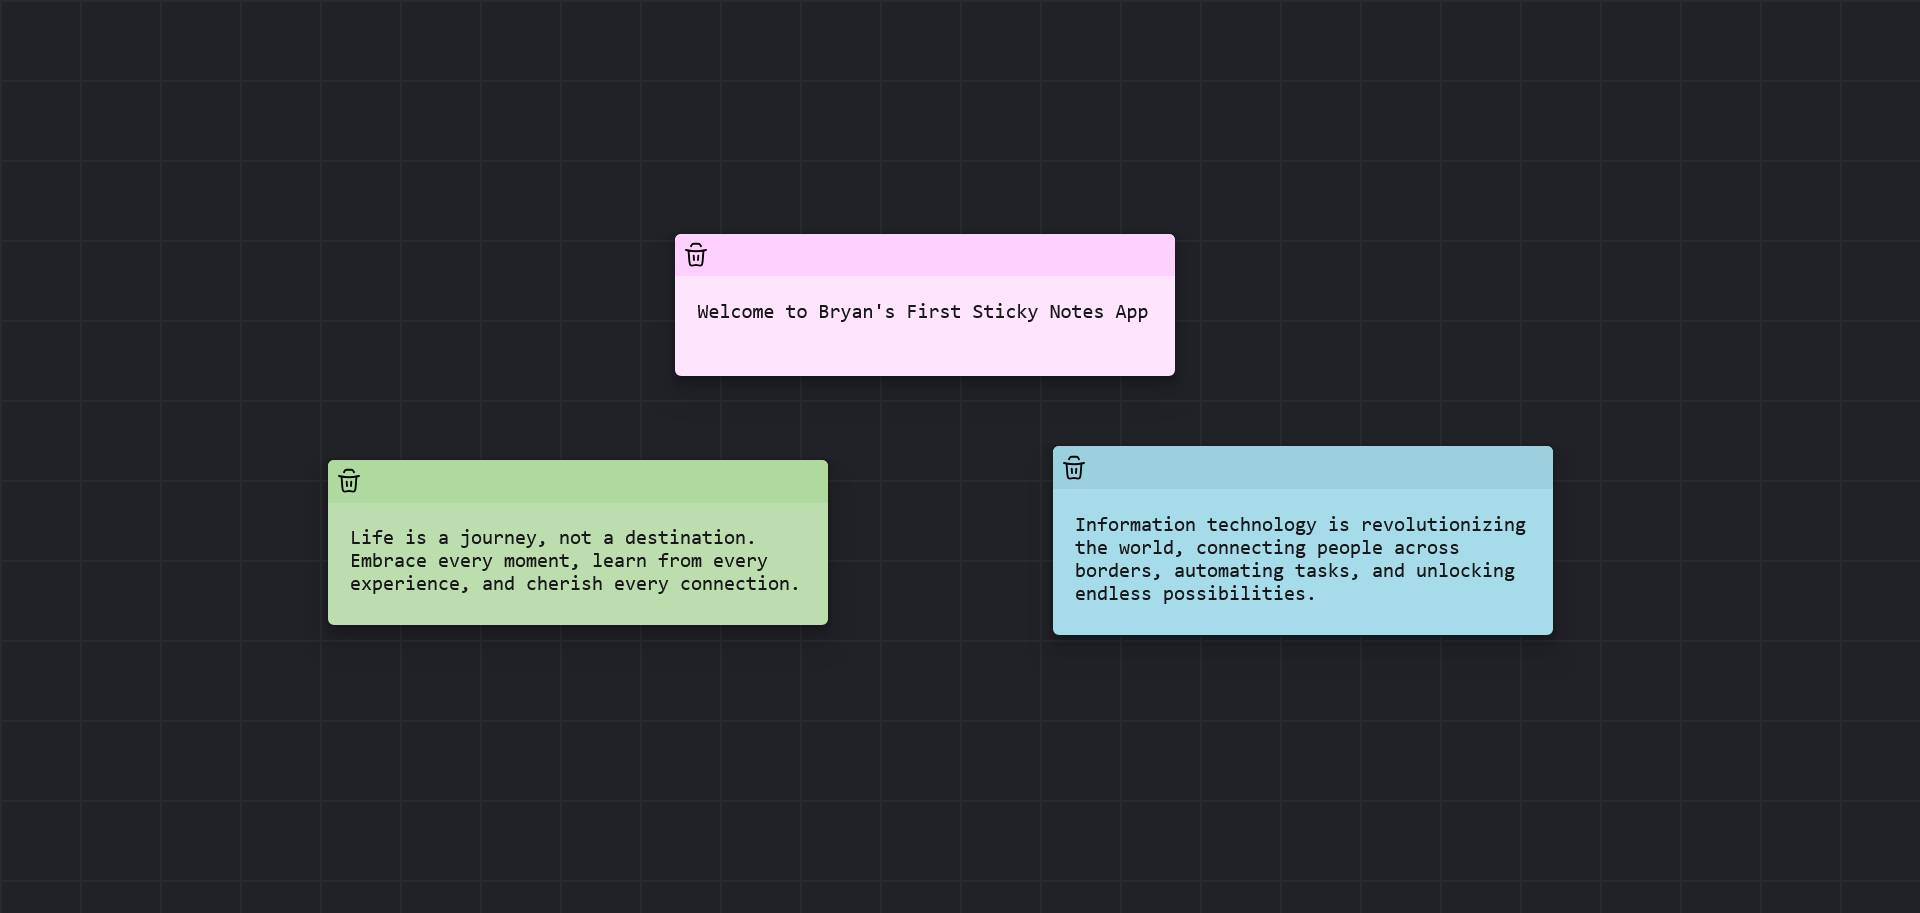 Welcome to Bryan's First Sticky Notes App
Life is a journey, not a destination.
Embrace every moment, learn from every
experience, and cherish every connection.
Information technology is revolutionizing
the world, connecting people across
borders, automating tasks, and unlocking
endless possibilities.